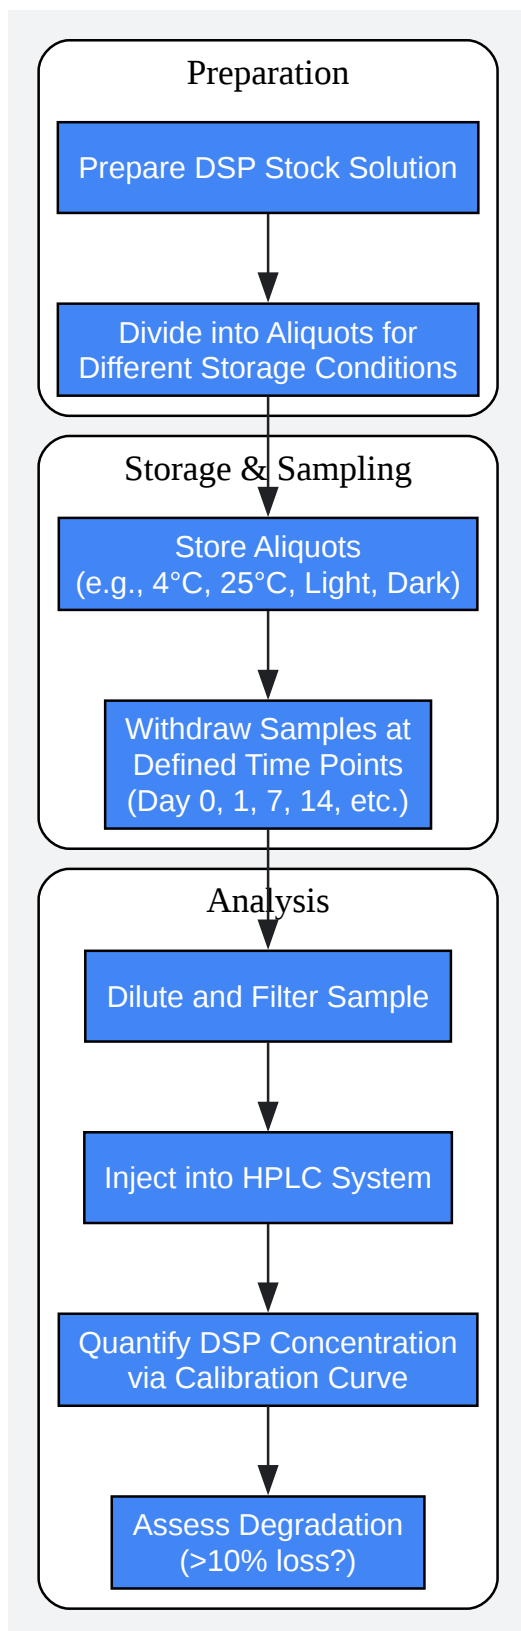 Preparation
Prepare DSP Stock Solution
Divide into Aliquots for
Different Storage Conditions
Storage & Sampling
Store Aliquots
(e.g., 4°C, 25°C, Light, Dark)
Withdraw Samples at
Defined Time Points
(Day 0, 1, 7, 14, etc.)
Analysis
Dilute and Filter Sample
Inject into HPLC System
Quantify DSP Concentration
via Calibration Curve
Assess Degradation
(>10% loss?)